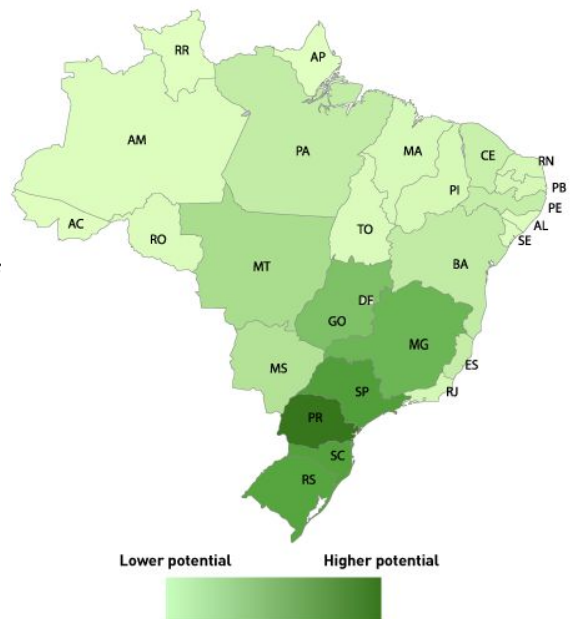 RR
AP
AM
PA
MA
CE
RN
PI
PB
PE
AC
AL
RO
TO
SE
MT
BA
DF
GO
MG
MS
ES
SP
RJ
PR
SC
RS
Lower potential Higher potential